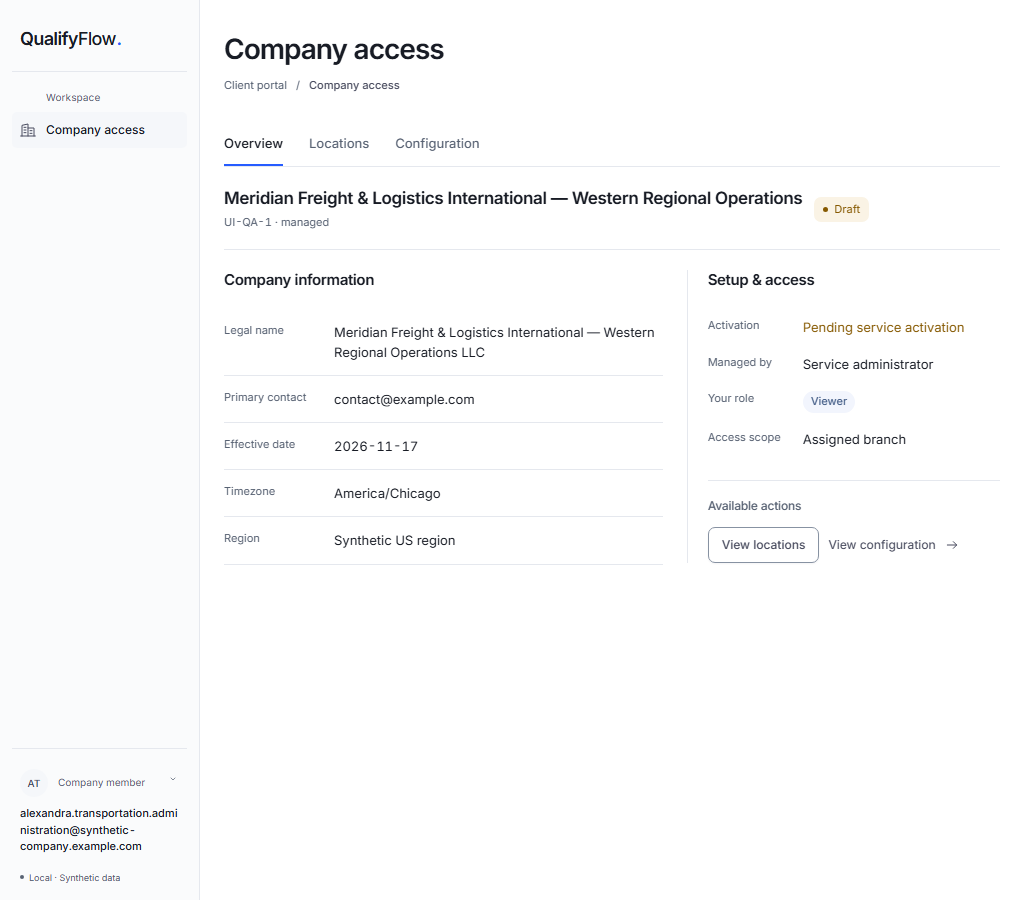 QualifyFlow.
Workspace
Company access
Company access
Client portal / Company access
Overview
Locations
Configuration
Meridian Freight & Logistics International — Western Regional Operations
Draft
UI-QA-1 · managed
Company information
Legal name
Meridian Freight & Logistics International — Western
Regional Operations LLC
Primary contact
contact@example.com
Effective date
2026-11-17
Timezone
America/Chicago
Region
Synthetic US region
Setup & access
Activation
Pending service activation
Managed by
Service administrator
Your role
Viewer
Access scope
Assigned branch
Available actions
View locations
View configuration →
AT
Company member
alexandra.transportation.admi
nistration@synthetic-
company.example.com
Local · Synthetic data